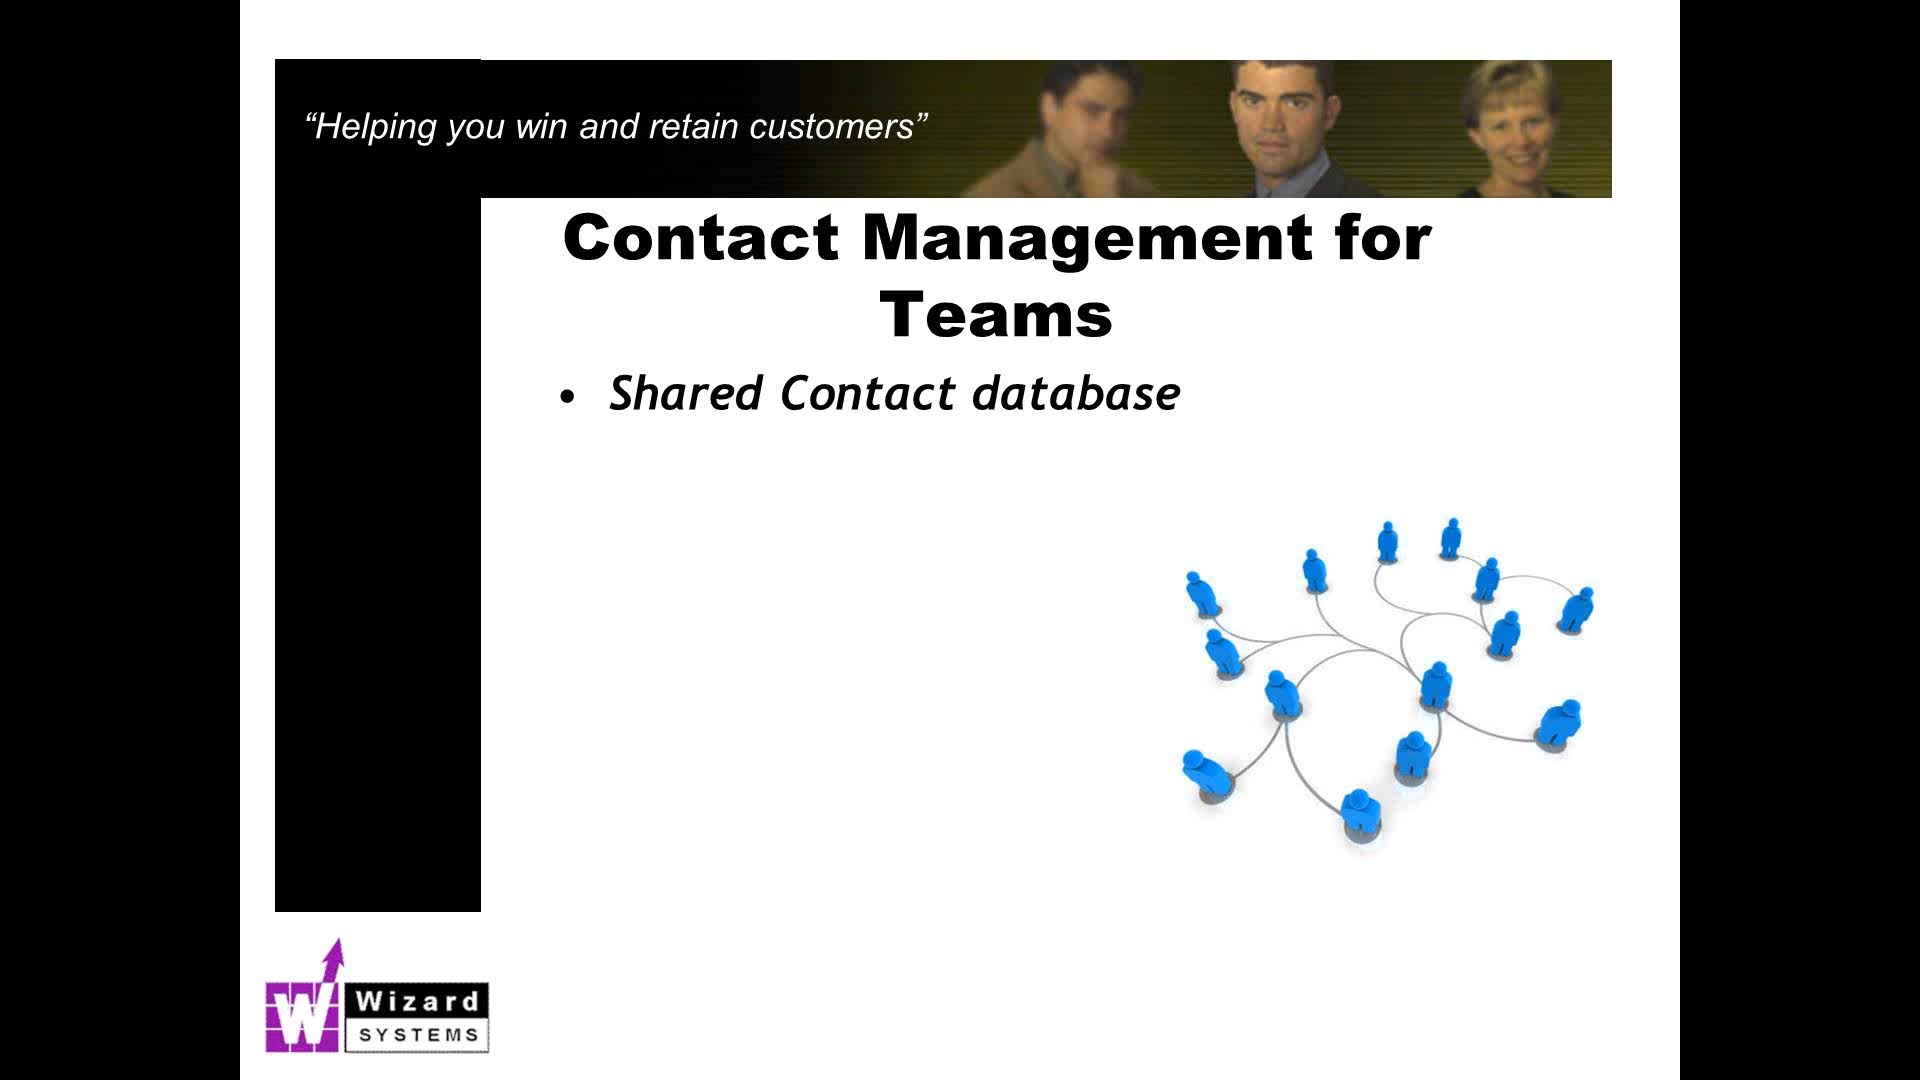 “Helping you win and retain customers”
Contact Management for
Teams
• Shared Contact database
W Wizard
SYSTEMS